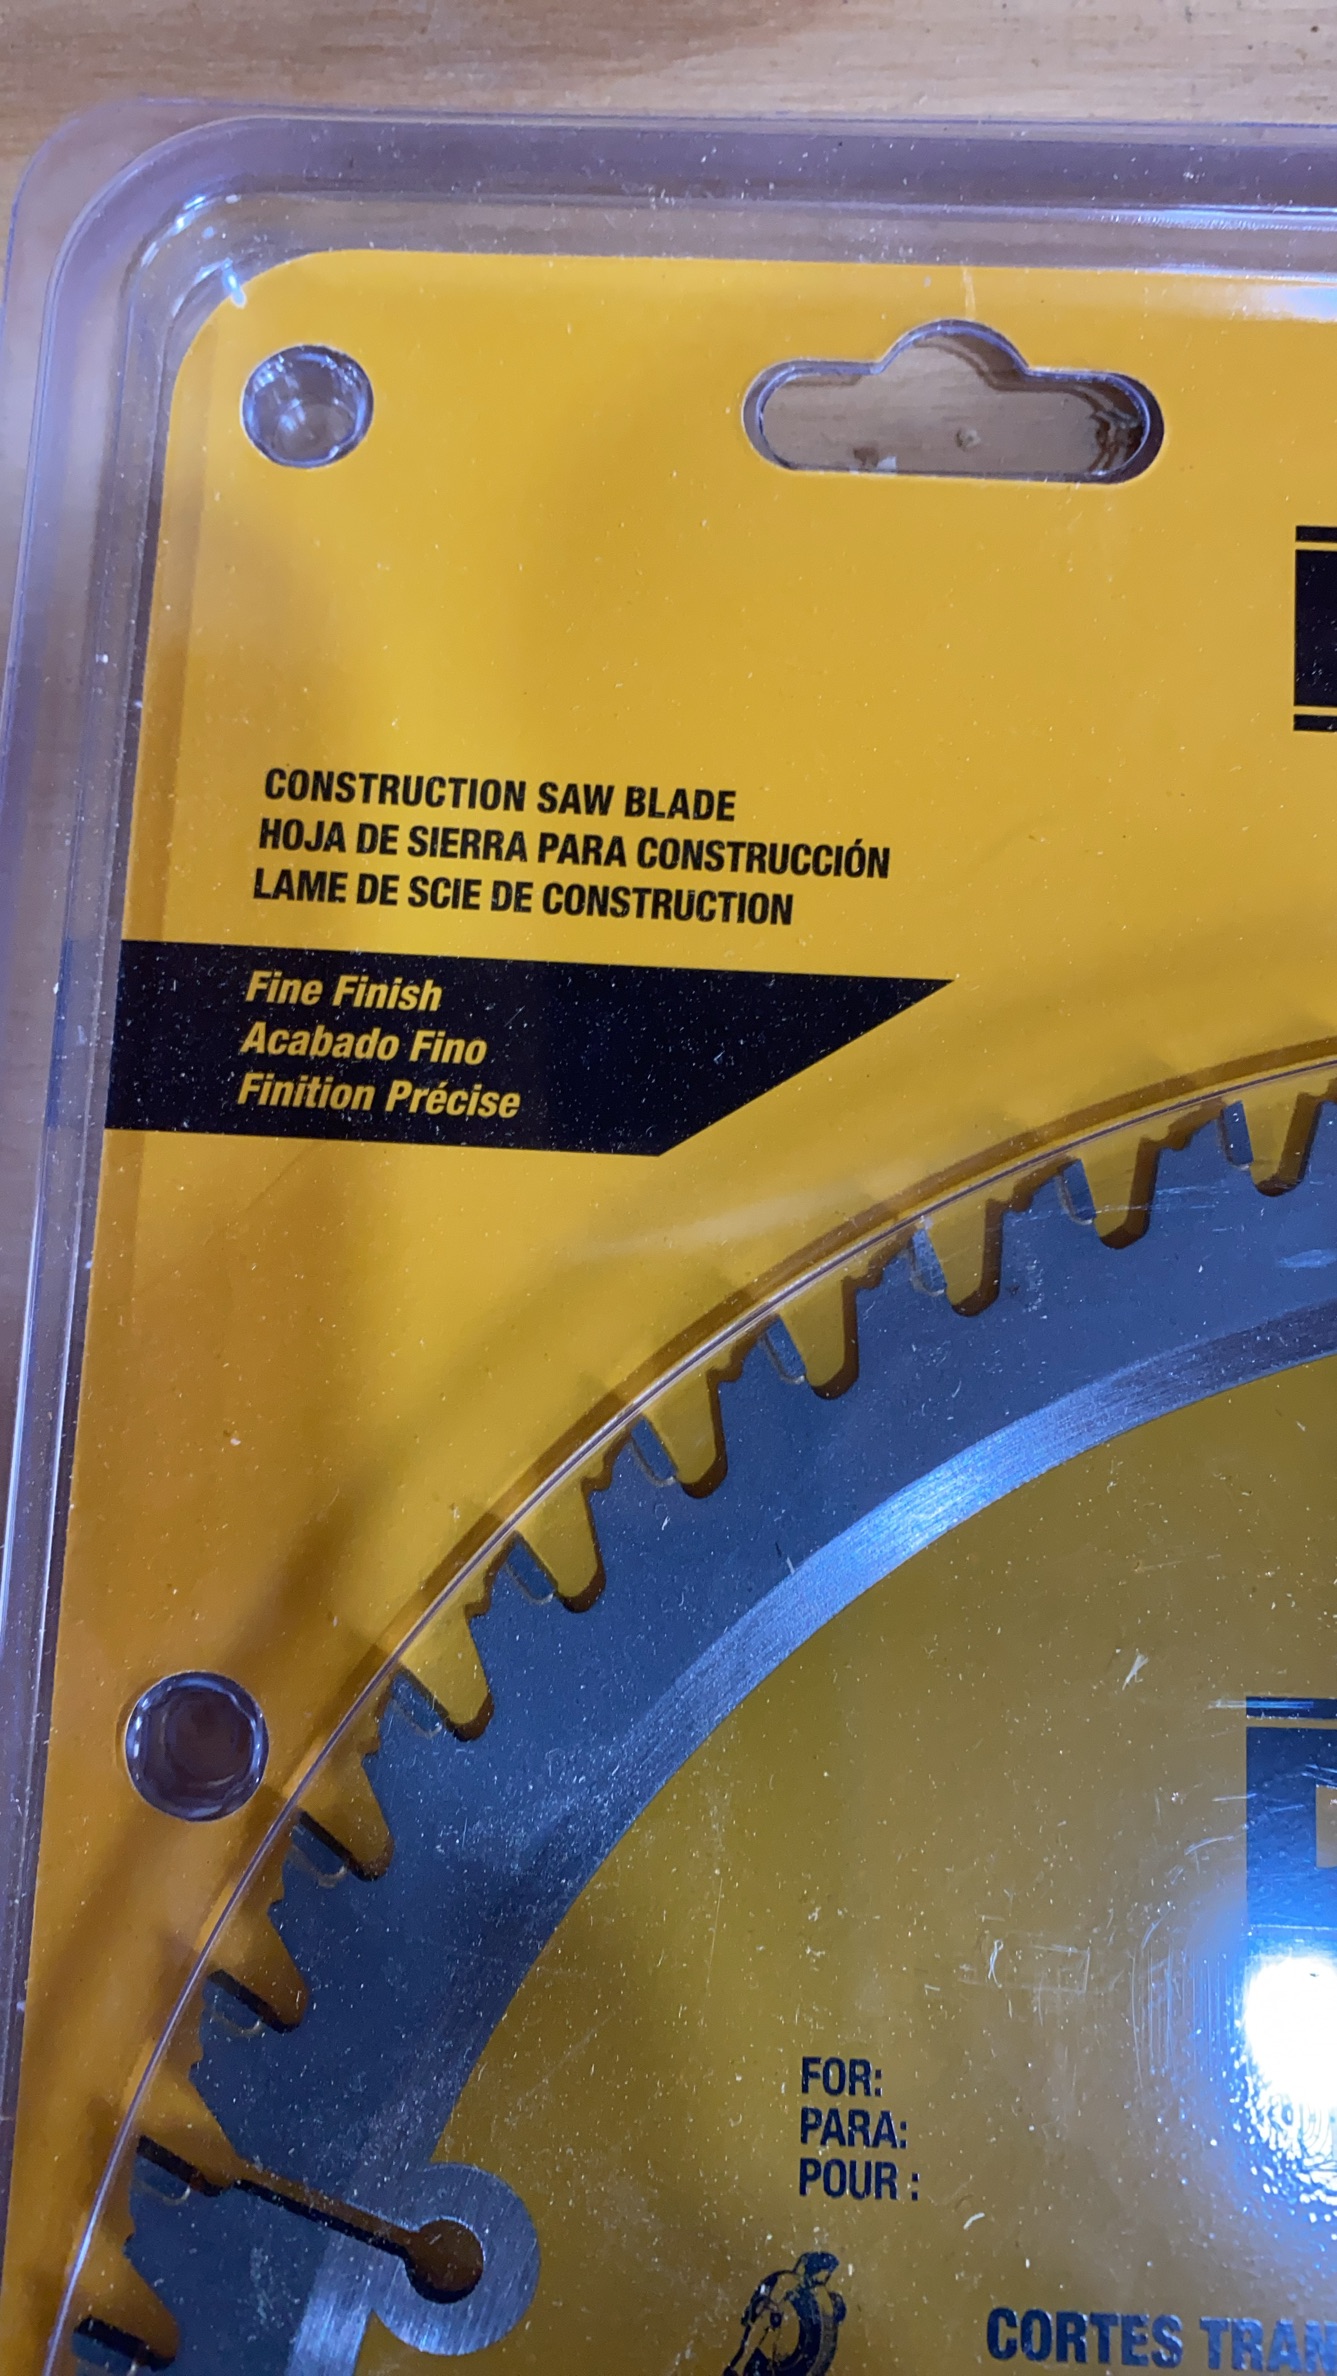 CONSTRUCTION SAW BLADE
HOJA DE SIERRA PARA CONSTRUCCIÓN
LAME DE SCIE DE CONSTRUCTION
Fine Finish
Acabado Fino
Finition Précise
FOR:
PARA:
POUR :
CORTES TRAN